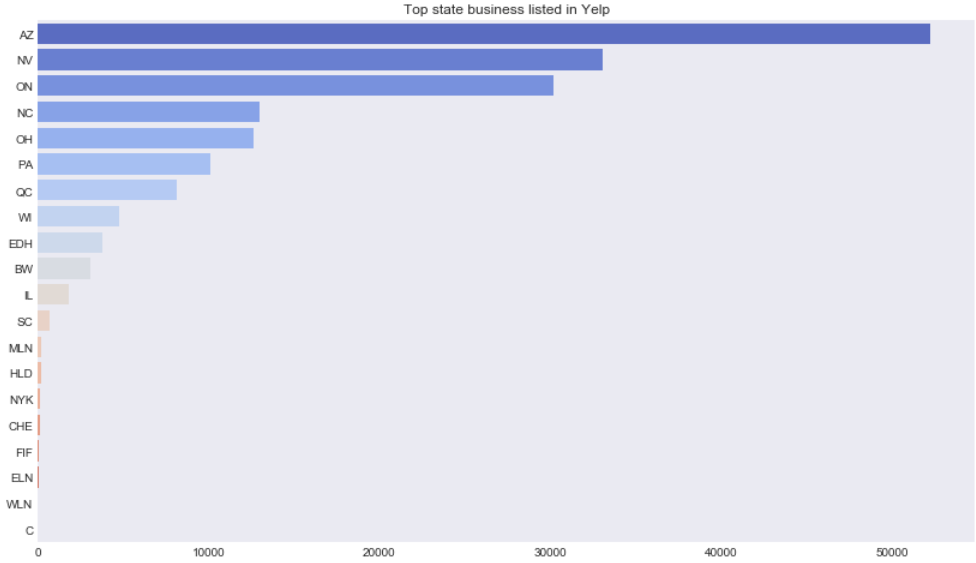 Top state business listed in Yelp
AZ
NV
ON
NC
OH
PA
QC
WI
EDH
BW
IL
SC
MLN
HLD
NYK
CHE
FIF
ELN
WLN
C
0 10000 20000 30000 40000 50000